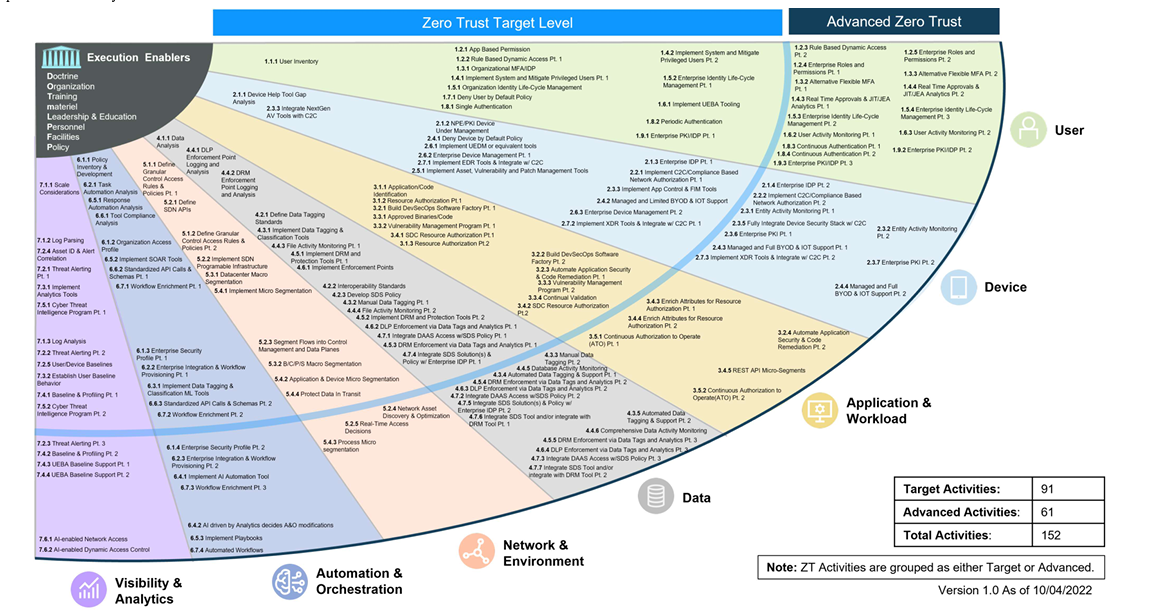 Zero Trust Target Level
Advanced Zero Trust
Execution Enablers
Doctrine
Organization
Training
materiel
Leadership & Education
Personnel
Facilities
Policy
1.1.1 User Inventory
1.2.1 App Based Permission
1.2.2 Rule Based Dynamic Access Pt. 1
1.3.1 Organizational MFA/IDP
1.4.1 Implement System and Mitigate Privileged Users Pt. 1
1.5.1 Organization Identity Life-Cycle Management
1.7.1 Deny User by Default Policy
1.8.1 Single Authentication
1.4.2 Implement System and Mitigate
Privileged Users Pt. 2
1.5.2 Enterprise Identity Life-Cycle
Management Pt. 1
1.6.1 Implement UEBA Tooling
1.8.2 Periodic Authentication
1.9.1 Enterprise PKI/IDP Pt. 1
1.2.3 Rule Based Dynamic Access
Pt. 2
1.2.4 Enterprise Roles and
Permissions Pt. 1
1.3.2 Alternative Flexible MFA
Pt. 1
1.4.3 Real Time Approvals & JIT/JEA
Analytics Pt. 1
1.5.3 Enterprise Identity Life-Cycle
Management Pt. 2
1.6.2 User Activity Monitoring Pt. 1
1.8.3 Continuous Authentication Pt. 1
1.8.4 Continuous Authentication Pt. 2
1.9.3 Enterprise PKI/IDP Pt. 3
1.2.5 Enterprise Roles and
Permissions Pt. 2
1.3.3 Alternative Flexible MFA Pt. 2
1.4.4 Real Time Approvals &
JIT/JEA Analytics Pt. 2
1.5.4 Enterprise Identity Life-Cycle
Management Pt. 3
1.6.3 User Activity Monitoring Pt. 2
1.9.2 Enterprise PKI/IDP Pt. 2
User
2.1.1 Device Help Tool Gap
Analysis
2.3.3 Integrate NextGen
AV Tools with C2C
2.1.2 NPE/PKI Device
Under Management
2.4.1 Deny Device by Default Policy
2.6.1 Implement UEDM or equivalent tools
2.6.2 Enterprise Device Management Pt. 1
2.7.1 Implement EDR Tools & Integrate w/ C2C
2.5.1 Implement Asset, Vulnerability and Patch Management Tools
2.1.3 Enterprise IDP Pt. 1
2.2.1 Implement C2C/Compliance Based
Network Authorization Pt. 1
2.3.3 Implement App Control & FIM Tools
2.4.2 Managed and Limited BYOD & IOT Support
2.6.3 Enterprise Device Management Pt. 2
2.7.2 Implement XDR Tools & Integrate w/ C2C Pt. 1
2.1.4 Enterprise IDP Pt. 2
2.2.2 Implement C2C/Compliance Based
Network Authorization Pt. 2
2.3.1 Entity Activity Monitoring Pt. 1
2.3.5 Fully Integrate Device Security Stack w/ C2C
2.3.6 Enterprise PKI Pt. 1
2.4.3 Managed and Full BYOD & IOT Support Pt. 1
2.7.3 Implement XDR Tools & Integrate w/ C2C Pt. 2
2.3.2 Entity Activity Monitoring
Pt. 2
2.3.7 Enterprise PKI Pt. 2
2.4.4 Managed and Full
BYOD & IOT Support Pt. 2
Device
3.1.1 Application/Code
Identification
3.1.2 Resource Authorization Pt. 1
3.2.1 Build DevSecOps Software Factory Pt. 1
3.3.1 Approved Binaries/Code
3.3.2 Vulnerability Management Program Pt. 1
3.4.1 SDC Resource Authorization Pt. 1
3.1.3 Resource Authorization Pt.2
3.2.2 Build DevSecOps Software
Factory Pt. 2
3.2.3 Automate Application Security
& Code Remediation Pt. 1
3.3.3 Vulnerability Management
Program Pt. 2
3.3.4 Continual Validation
3.4.2 SDC Resource Authorization
Pt.2
3.4.3 Enrich Attributes for Resource
Authorization Pt. 1
3.4.4 Enrich Attributes for Resource
Authorization Pt. 2
3.5.1 Continuous Authorization to Operate
(ATO) Pt. 1
3.2.4 Automate Application
Security & Code
Remediation Pt. 2
3.4.5 REST API Micro-Segments
3.5.2 Continuous Authorization to
Operate(ATO) Pt. 2
Application &
Workload
4.1.1 Data
Analysis
4.4.1 DLP
Enforcement Point
Logging and
Analysis
4.4.2 DRM
Enforcement
Point Logging
and Analysis
4.2.1 Define Data Tagging
Standards
4.3.1 Implement Data Tagging &
Classification Tools
4.4.3 File Activity Monitoring Pt. 1
4.5.1 Implement DRM and
Protection Tools Pt. 1
4.6.1 Implement Enforcement Points
4.2.2 Interoperability Standards
4.2.3 Develop SDS Policy
4.3.2 Manual Data Tagging Pt. 1
4.4.4 File Activity Monitoring Pt. 2
4.5.2 Implement DRM and Protection Tools Pt. 2
4.6.2 DLP Enforcement via Data Tags and Analytics Pt. 1
4.7.1 Integrate DAAS Access w/SDS Policy Pt. 1
4.5.3 DRM Enforcement via Data Tags and Analytics Pt. 1
4.7.4 Integrate SDS Solution(s) &
Policy w/ Enterprise IDP Pt. 1
4.3.3 Manual Data
Tagging Pt. 2
4.4.5 Database Activity Monitoring
4.3.4 Automated Data Tagging & Support Pt. 1
4.5.4 DRM Enforcement via Data Tags and Analytics Pt. 2
4.6.3 DLP Enforcement via Data Tags and Analytics Pt. 2
4.7.2 Integrate DAAS Access w/SDS Policy Pt. 2
4.7.5 Integrate SDS Solution(s) & Policy w/
Enterprise IDP Pt. 2
4.7.6 Integrate SDS Tool and/or integrate with
DRM Tool Pt. 1
4.3.5 Automated Data
Tagging & Support Pt. 2
4.4.6 Comprehensive Data Activity Monitoring
4.5.5 DRM Enforcement via Data Tags and Analytics Pt. 3
4.6.4 DLP Enforcement via Data Tags and Analytics Pt. 3
4.7.3 Integrate DAAS Access w/SDS Policy Pt. 3
4.7.7 Integrate SDS Tool and/or
integrate with DRM Tool Pt. 2
Data
5.1.1 Define
Granular
Control Access
Rules &
Policies Pt. 1
5.2.1 Define
SDN APIs
5.1.2 Define Granular
Control Access Rules &
Policies Pt. 2
5.2.2 Implement SDN
Programable Infrastructure
5.3.1 Datacenter Macro
Segmentation
5.4.1 Implement Micro Segmentation
5.2.3 Segment Flows into Control
Management and Data Planes
5.3.2 B/C/P/S Macro Segmentation
5.4.2 Application & Device Micro Segmentation
5.4.4 Protect Data In Transit
5.2.4 Network Asset
Discovery & Optimization
5.2.5 Real-Time Access
Decisions
5.4.3 Process Micro
segmentation
Network &
Environment
6.1.1 Policy
Inventory &
Development
6.2.1 Task
Automation Analysis
6.5.1 Response
Automation Analysis
6.6.1 Tool Compliance
Analysis
6.1.2 Organization Access
Profile
6.5.2 Implement SOAR Tools
6.6.2 Standardized API Calls &
Schemas Pt. 1
6.7.1 Workflow Enrichment Pt. 1
6.1.3 Enterprise Security
Profile Pt. 1
6.2.2 Enterprise Integration & Workflow
Provisioning Pt. 1
6.3.1 Implement Data Tagging &
Classification ML Tools
6.6.3 Standardized API Calls & Schemas Pt. 2
6.7.2 Workflow Enrichment Pt. 2
6.1.4 Enterprise Security Profile Pt. 2
6.2.3 Enterprise Integration & Workflow
Provisioning Pt. 2
6.4.1 Implement AI Automation Tool
6.7.3 Workflow Enrichment Pt. 3
6.4.2 AI driven by Analytics decides A&O modifications
6.5.3 Implement Playbooks
6.7.4 Automated Workflows
Automation &
Orchestration
7.1.1 Scale
Considerations
7.1.2 Log Parsing
7.2.4 Asset ID & Alert
Correlation
7.2.1 Threat Alerting
Pt. 1
7.3.1 Implement
Analytics Tools
7.5.1 Cyber Threat
Intelligence Program Pt. 1
7.1.3 Log Analysis
7.2.2 Threat Alerting Pt. 2
7.2.5 User/Device Baselines
7.3.2 Establish User Baseline
Behavior
7.4.1 Baseline & Profiling Pt. 1
7.5.2 Cyber Threat
Intelligence Program Pt. 2
7.2.3 Threat Alerting Pt. 3
7.4.2 Baseline & Profiling Pt. 2
7.4.3 UEBA Baseline Support Pt. 1
7.4.4 UEBA Baseline Support Pt. 2
7.6.1 AI-enabled Network Access
7.6.2 AI-enabled Dynamic Access Control
Visibility &
Analytics
Target Activities: 91
Advanced Activities: 61
Total Activities: 152
Note: ZT Activities are grouped as either Target or Advanced.
Version 1.0 As of 10/04/2022